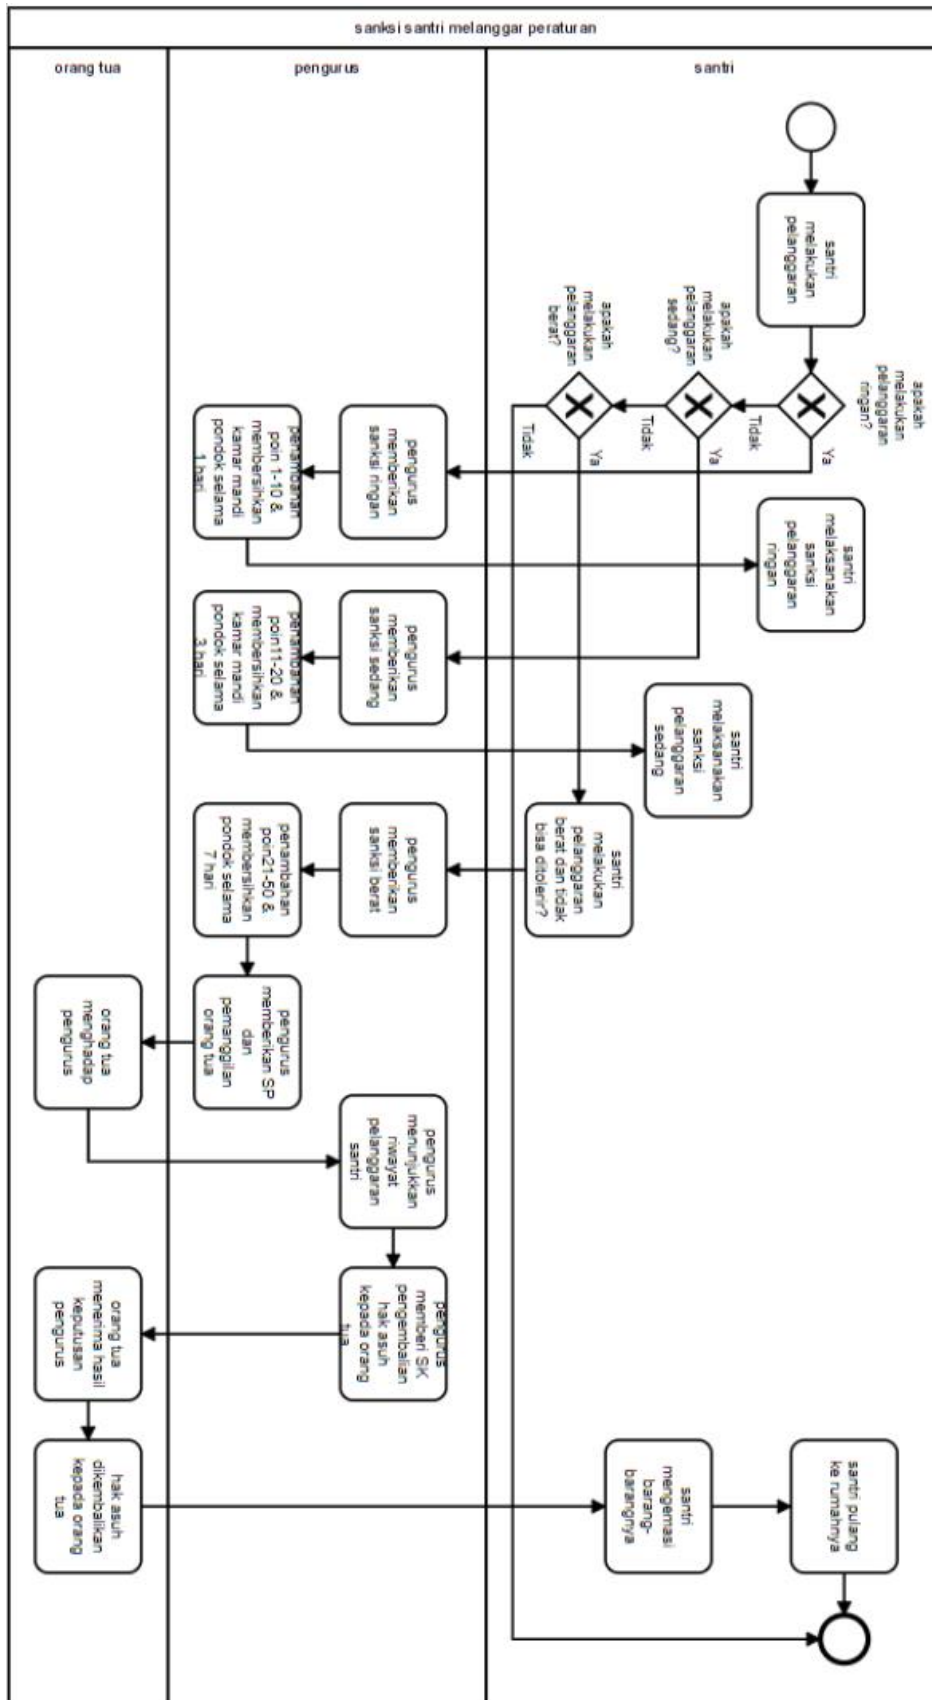 sanksi santri melanggar peraturan
orang tua
pengurus
santri
santri
melakukan
pelanggaran
apakah
melakukan
pelanggaran
ringan?
apakah
melakukan
pelanggaran
sedang?
apakah
melakukan
pelanggaran
berat?
Ya
Tidak
Ya
Tidak
Ya
Tidak
pengurus
memberikan
sanksi ringan
penambahan
poin 1-10 &
membersihkan
kamar mandi
pondok selama
1 hari
santri
melaksanakan
sanksi
pelanggaran
ringan
pengurus
memberikan
sanksi sedang
penambahan
poin11-20 &
membersihkan
kamar mandi
pondok selama
3 hari
santri
melaksanakan
sanksi
pelanggaran
sedang
santri
melakukan
pelanggaran
berat dan tidak
bisa ditolerir?
pengurus
memberikan
sanksi berat
penambahan
poin21-50 &
membersihkan
pondok selama
7 hari
pengurus
memberikan SP
dan
pemanggilan
orang tua
orang tua
menghadap
pengurus
pengurus
menunjukkan
riwayat
pelanggaran
santri
pengurus
memberi SK
pengembalian
hak asuh
kepada orang
tua
orang tua
menerima hasil
keputusan
pengurus
hak asuh
dikembalikan
kepada orang
tua
santri
mengemasi
barang-
barangnya
santri pulang
ke rumahnya